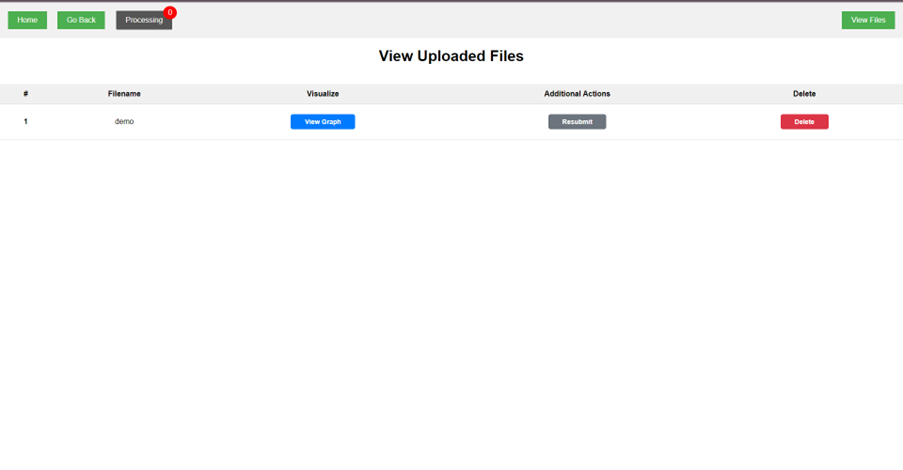 Home Go Back Processing 0 View Files
View Uploaded Files
# Filename Visualize Additional Actions Delete
1 demo View Graph Resubmit Delete